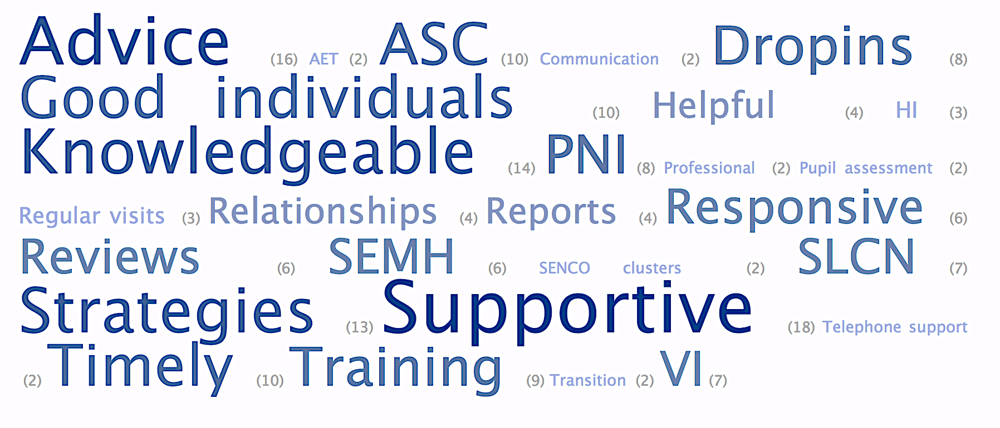 Advice (16) AET (2) ASC (10) Communication (2) Dropins (8)
Good individuals (10) Helpful (4) HI (3)
Knowledgeable (14) PNI (8) Professional (2) Pupil assessment (2)
Regular visits (3) Relationships (4) Reports (4) Responsive (6)
Reviews (6) SEMH (6) SENCO clusters (2) SLCN (7)
Strategies (13) Supportive (18) Telephone support
(2) Timely (10) Training (9) Transition (2) VI (7)